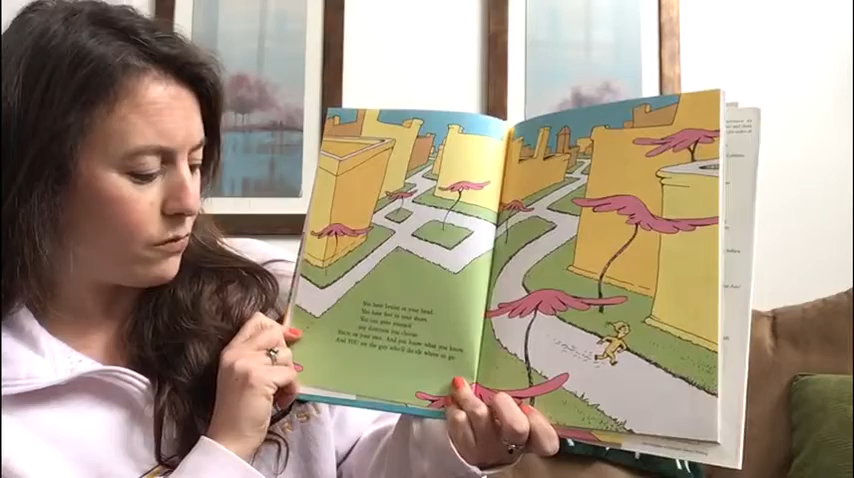 You have brains in your head.
You have feet in your shoes.
You can steer yourself
any direction you choose.
You're on your own. And you know what you know.
And YOU are the guy who'll decide where to go.